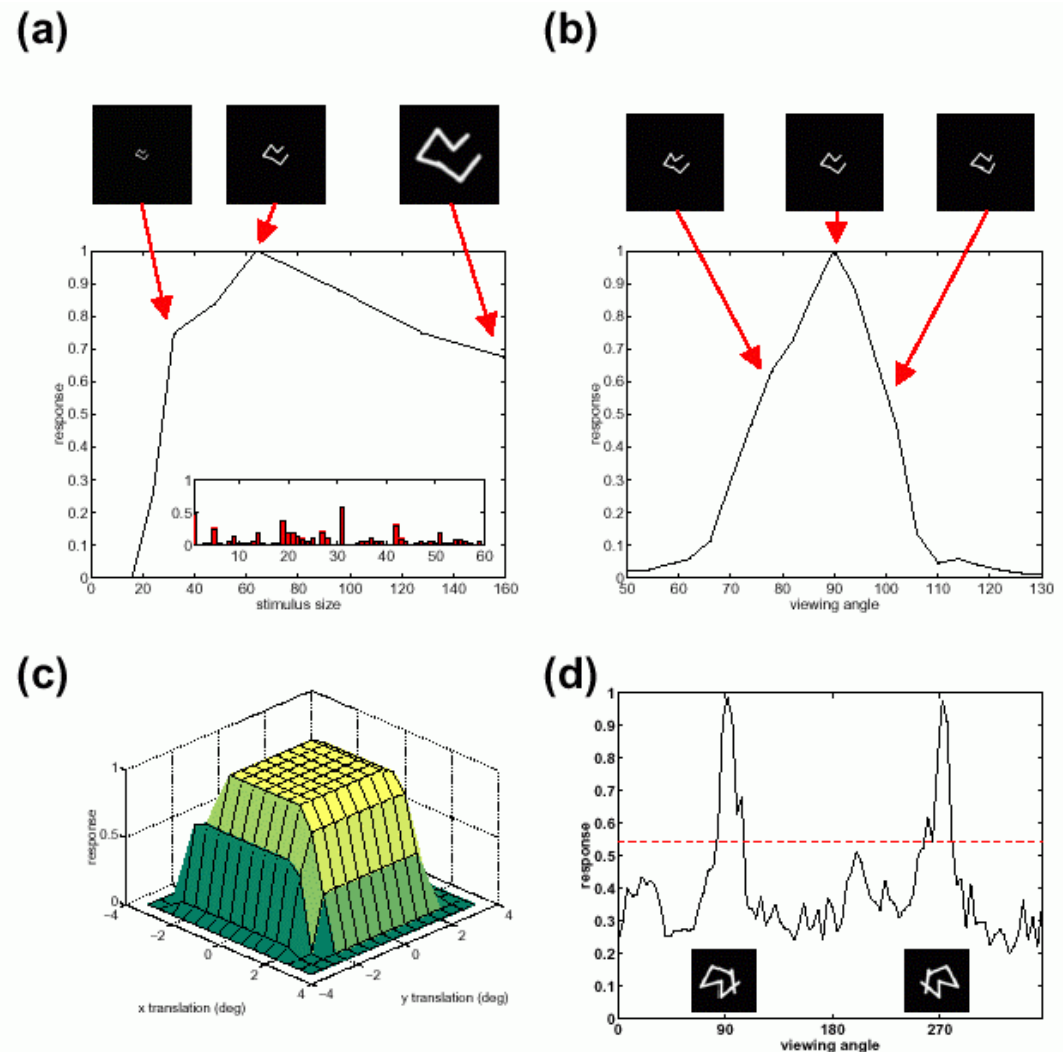 (a)
(b)
1
0.9
0.8
0.7
0.6
0.5
0.4
0.3
0.2
0.1
0
response
0 20 40 60 80 100 120 140 160
stimulus size
1
0.5
0
10 20 30 40 50 59
1
0.9
0.8
0.7
0.6
0.5
0.4
0.3
0.2
0.1
0
response
50 60 70 80 90 100 110 120 130
viewing angle
(c)
(d)
1
0.5
0
response
−4 −2 0 2 4
x translation (deg)
−4 −2 0 2 4
y translation (deg)
1
0.9
0.8
0.7
0.6
0.5
0.4
0.3
0.2
0.1
0
response
0 90 180 270
viewing angle